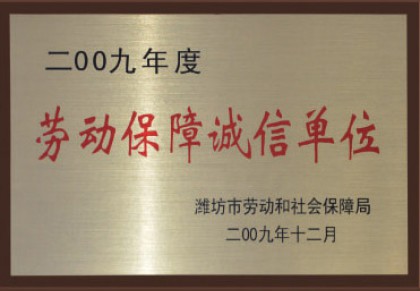 二00九年度
劳动保障诚信单位
潍坊市劳动和社会保障局
二00九年十二月